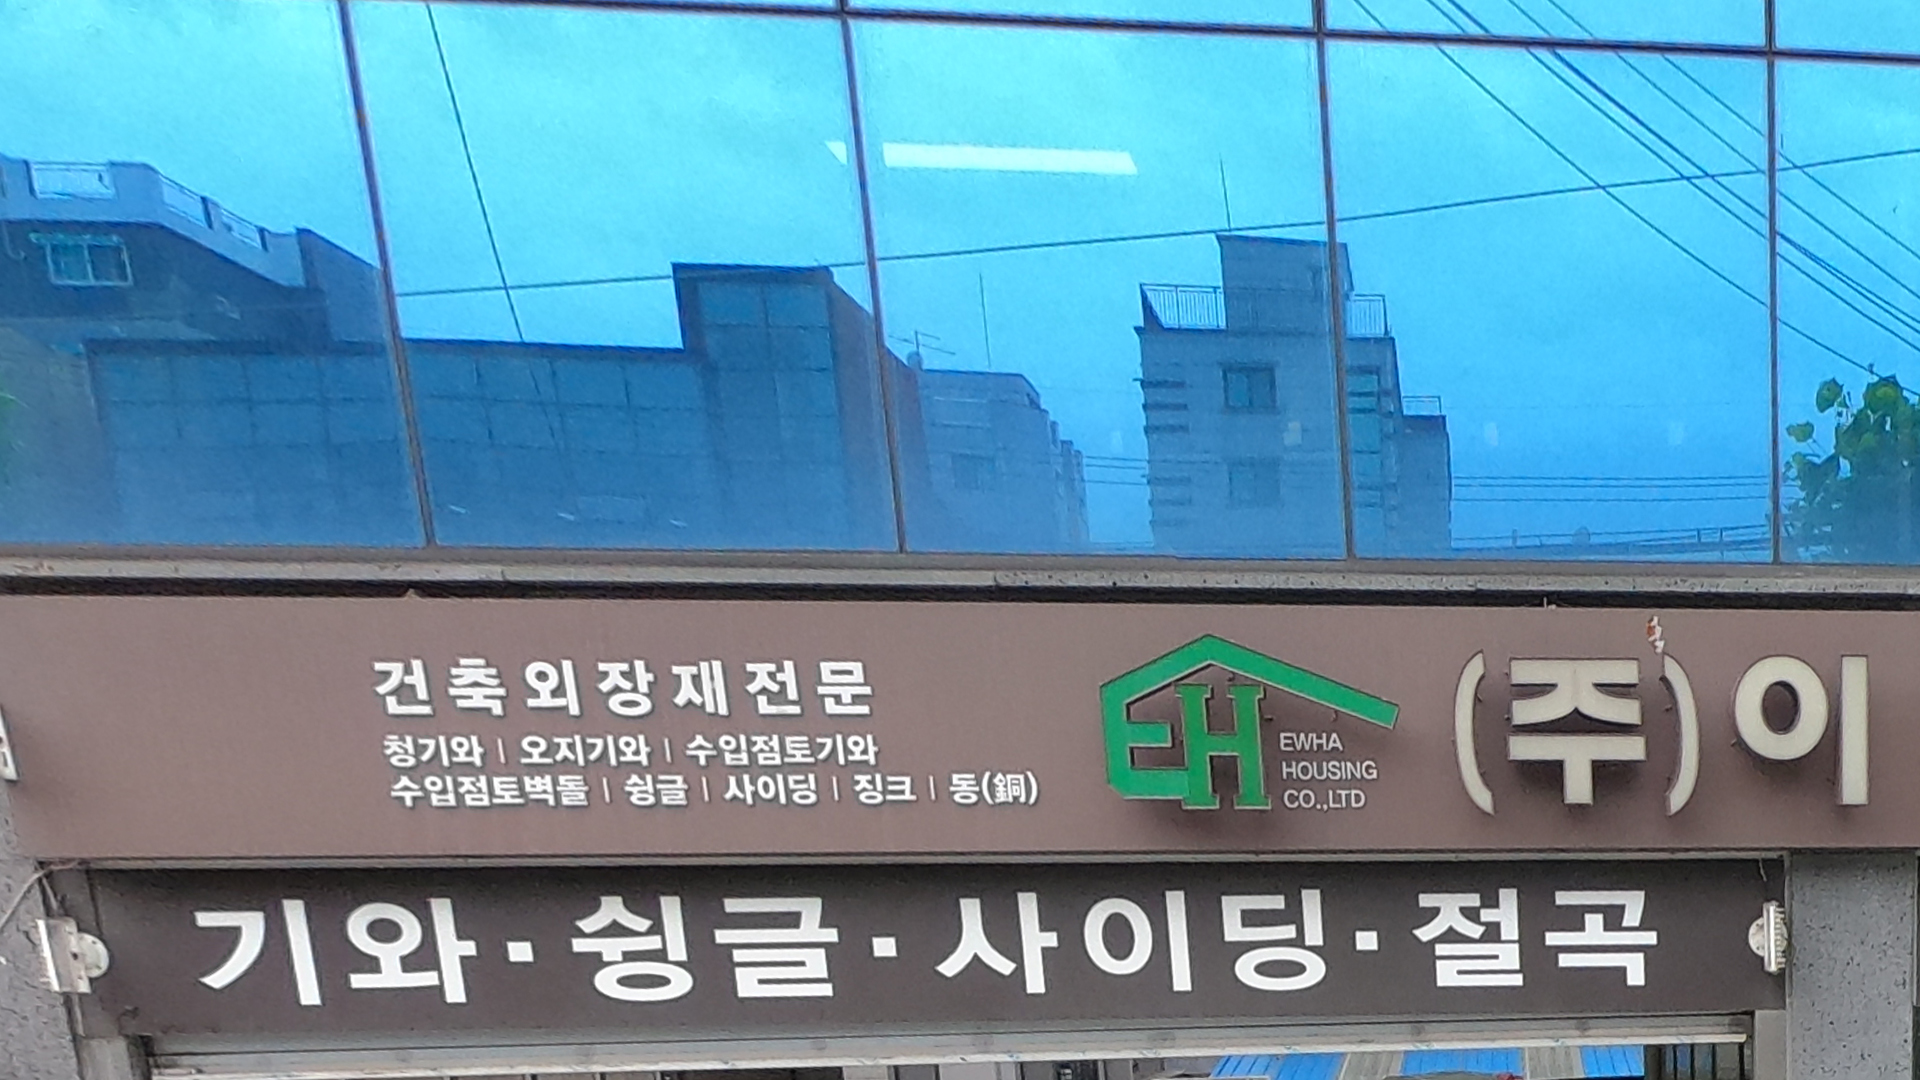 건축외장재전문
청기와 | 오지기와 | 수입점토기와
수입점토벽돌 | 슁글 | 사이딩 | 징크 | 동(銅)
EH
EWHA
HOUSING
CO.,LTD
(주)이
기와·슁글·사이딩·절곡